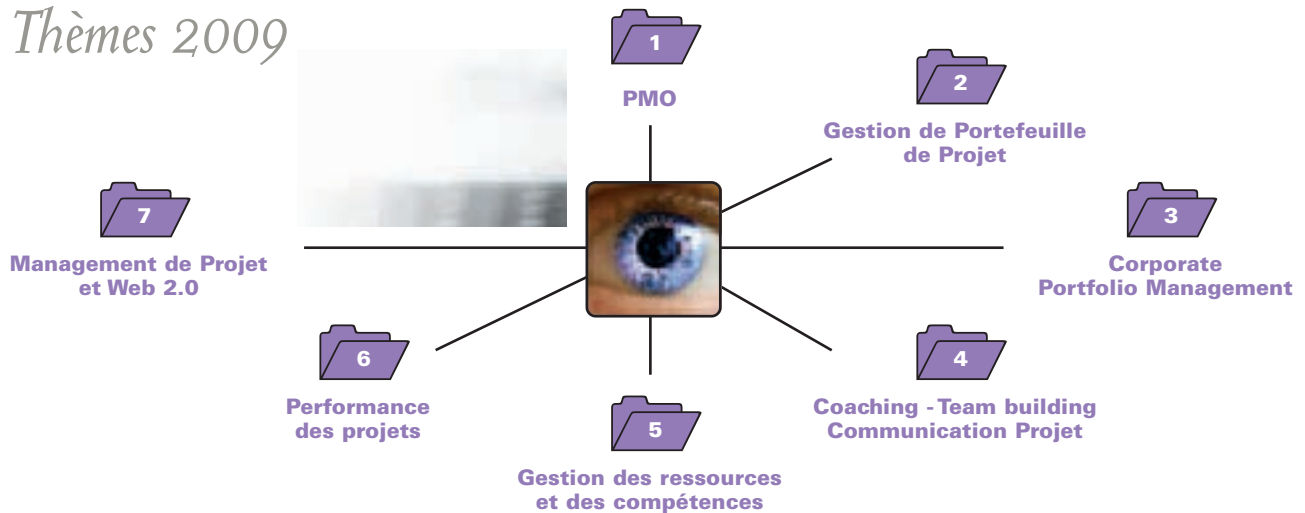 Thèmes 2009
1
PMO
2
Gestion de Portefeuille
de Projet
3
Corporate
Portfolio Management
4
Coaching - Team building
Communication Projet
5
Gestion des ressources
et des compétences
6
Performance
des projets
7
Management de Projet
et Web 2.0